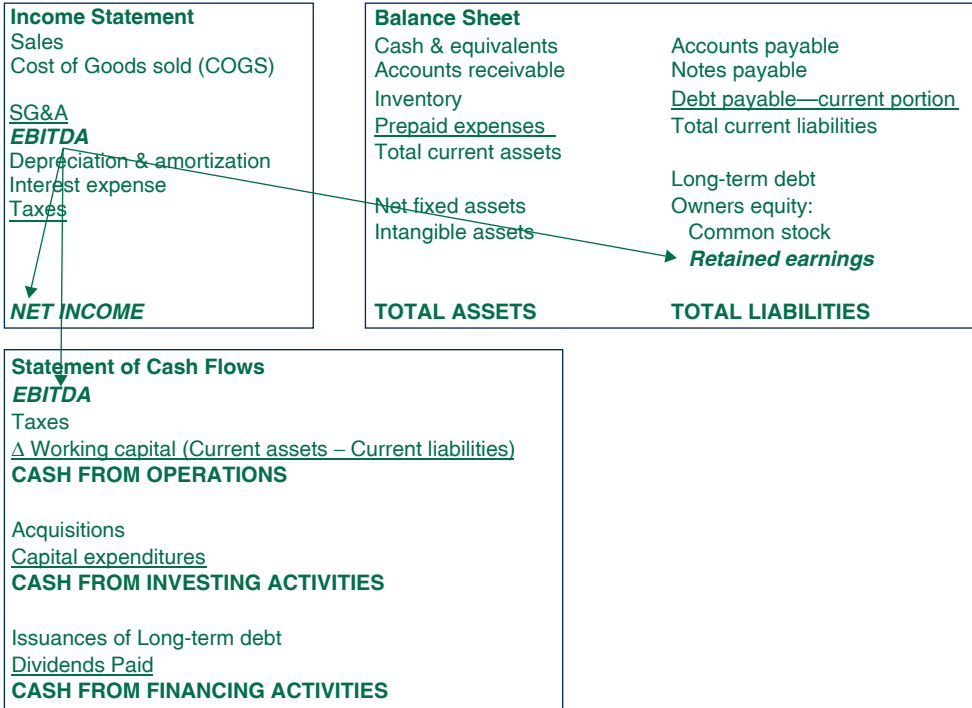 Income Statement
Sales
Cost of Goods sold (COGS)
SG&A
EBITDA
Depreciation & amortization
Interest expense
Taxes
NET INCOME
Balance Sheet
Cash & equivalents
Accounts receivable
Inventory
Prepaid expenses
Total current assets
Net fixed assets
Intangible assets
TOTAL ASSETS
Accounts payable
Notes payable
Debt payable—current portion
Total current liabilities
Long-term debt
Owners equity:
Common stock
Retained earnings
TOTAL LIABILITIES
Statement of Cash Flows
EBITDA
Taxes
Δ Working capital (Current assets – Current liabilities)
CASH FROM OPERATIONS
Acquisitions
Capital expenditures
CASH FROM INVESTING ACTIVITIES
Issuances of Long-term debt
Dividends Paid
CASH FROM FINANCING ACTIVITIES